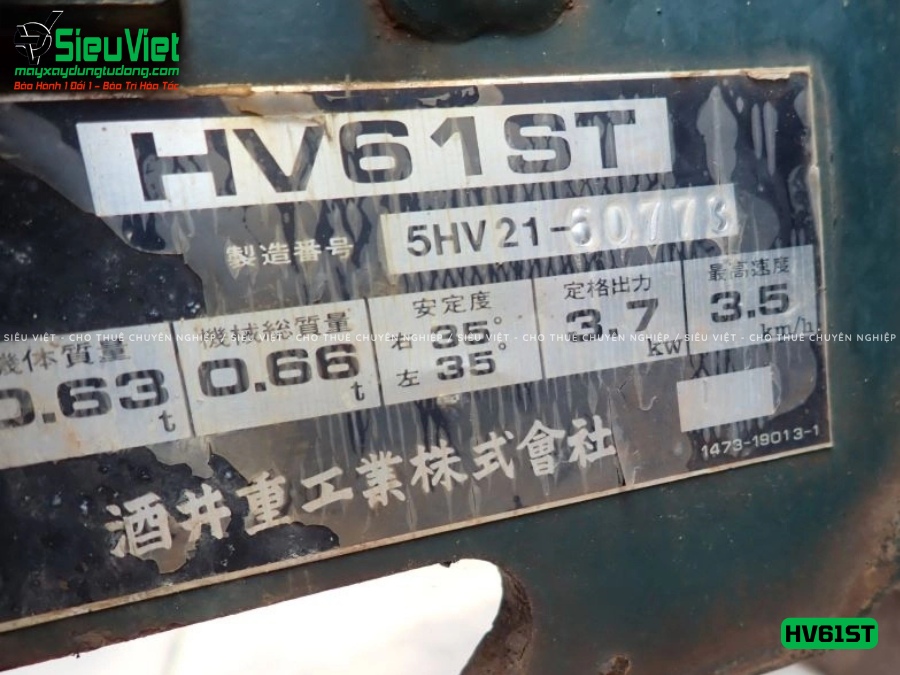 SieuViet
mayxaydungtudong.com
Bảo Hành 1 Đổi 1 - Bảo Trì Hỏa Tốc
HV61ST
製造番号 5HV21-60773
機体質量 機械総質量 安定度 定格出力 最高速度
0.63 t 0.66 t 右 35° 左 35° 3.7 kw 3.5 km/h
SIÊU VIỆT - CHO THUÊ CHUYÊN NGHIỆP / SIÊU VIỆT - CHO THUÊ CHUYÊN NGHIỆP / SIÊU VIỆT - CHO THUÊ CHUYÊN NGHIỆP / SIÊU VIỆT - CHO THUÊ CHUYÊN NGHIỆP
1473-19013-1
酒井重工業株式會社
HV61ST